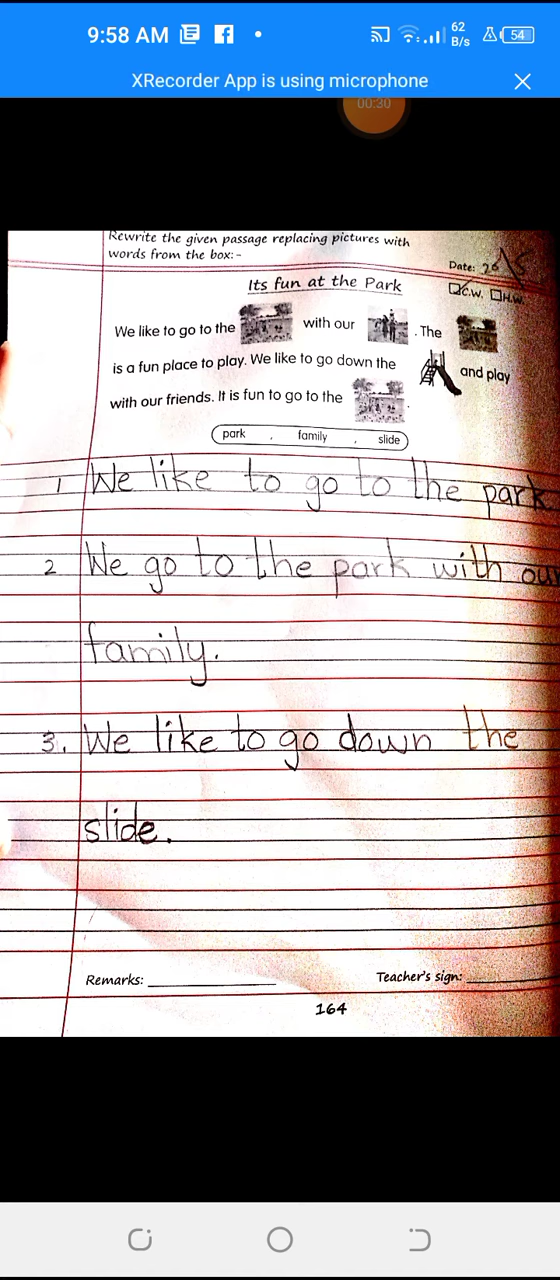 9:58 AM 62 B/s 54
XRecorder App is using microphone
00:30
Rewrite the given passage replacing pictures with
words from the box:-
Date: 26/5
Its fun at the Park
C.W. H.W.
We like to go to the with our . The
is a fun place to play. We like to go down the and play
with our friends. It is fun to go to the .
park , family , slide
1 We like to go to the park
2 We go to the park with our
family.
3. We like to go down the
slide.
Remarks:
Teacher's sign:
164